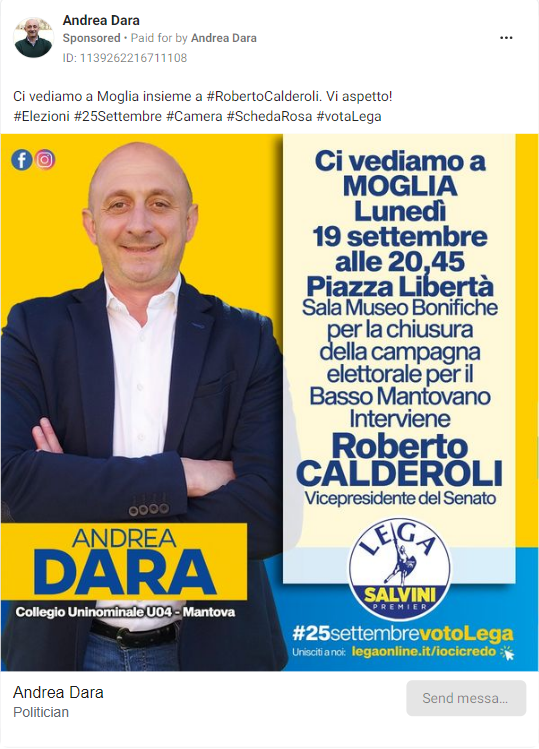 Andrea Dara
Sponsored • Paid for by Andrea Dara
ID: 1139262216711108
Ci vediamo a Moglia insieme a #RobertoCalderoli. Vi aspetto!
#Elezioni #25Settembre #Camera #SchedaRosa #votaLega
Ci vediamo a
MOGLIA
Lunedì
19 settembre
alle 20,45
Piazza Libertà
Sala Museo Bonifiche
per la chiusura
della campagna
elettorale per il
Basso Mantovano
Interviene
Roberto
CALDEROLI
Vicepresidente del Senato
ANDREA
DARA
Collegio Uninominale U04 - Mantova
LEGA
SALVINI
PREMIER
#25settembrevotoLega
Unisciti a noi: legaonline.it/iocicredo
Andrea Dara
Politician
Send messa...